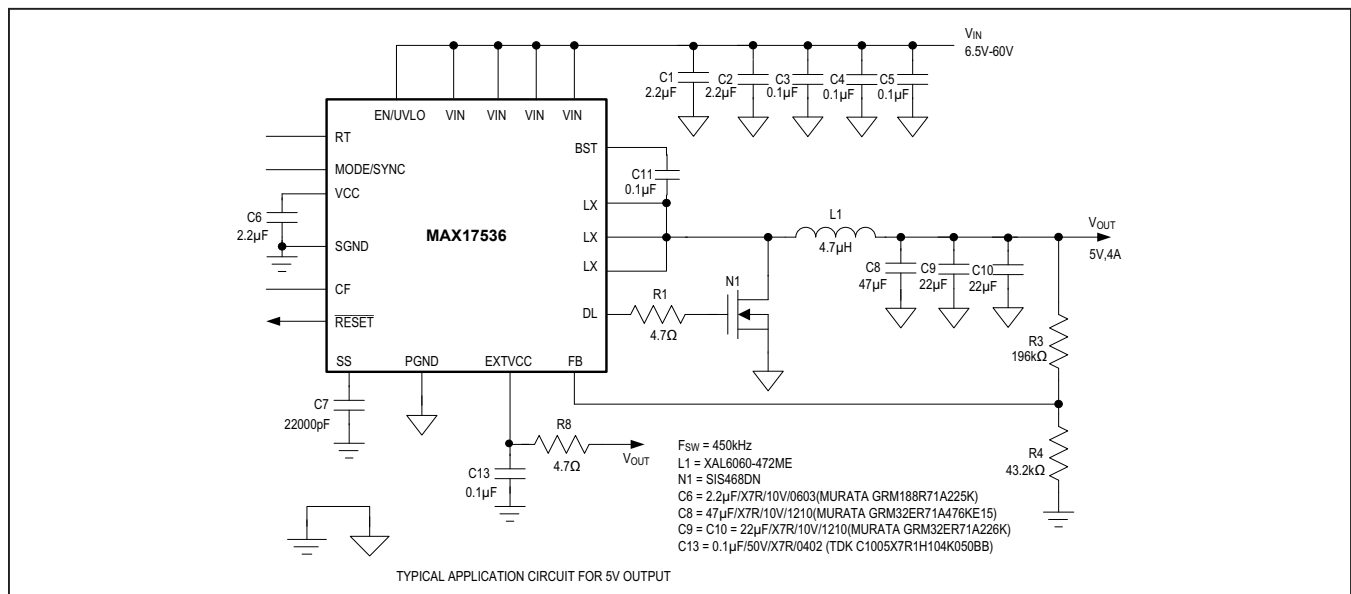 VIN
6.5V-60V
C1
2.2µF
C2
2.2µF
C3
0.1µF
C4
0.1µF
C5
0.1µF
EN/UVLO
VIN
VIN
VIN
VIN
RT
MODE/SYNC
VCC
C6
2.2µF
SGND
CF
RESET
MAX17536
BST
C11
0.1µF
LX
LX
LX
L1
4.7µH
VOUT
5V,4A
C8
47µF
C9
22µF
C10
22µF
N1
DL
R1
4.7Ω
R3
196kΩ
SS
PGND
EXTVCC
FB
C7
22000pF
R8
4.7Ω
VOUT
C13
0.1µF
R4
43.2kΩ
FSW = 450kHz
L1 = XAL6060-472ME
N1 = SIS468DN
C6 = 2.2µF/X7R/10V/0603(MURATA GRM188R71A225K)
C8 = 47µF/X7R/10V/1210(MURATA GRM32ER71A476KE15)
C9 = C10 = 22µF/X7R/10V/1210(MURATA GRM32ER71A226K)
C13 = 0.1µF/50V/X7R/0402 (TDK C1005X7R1H104K050BB)
TYPICAL APPLICATION CIRCUIT FOR 5V OUTPUT